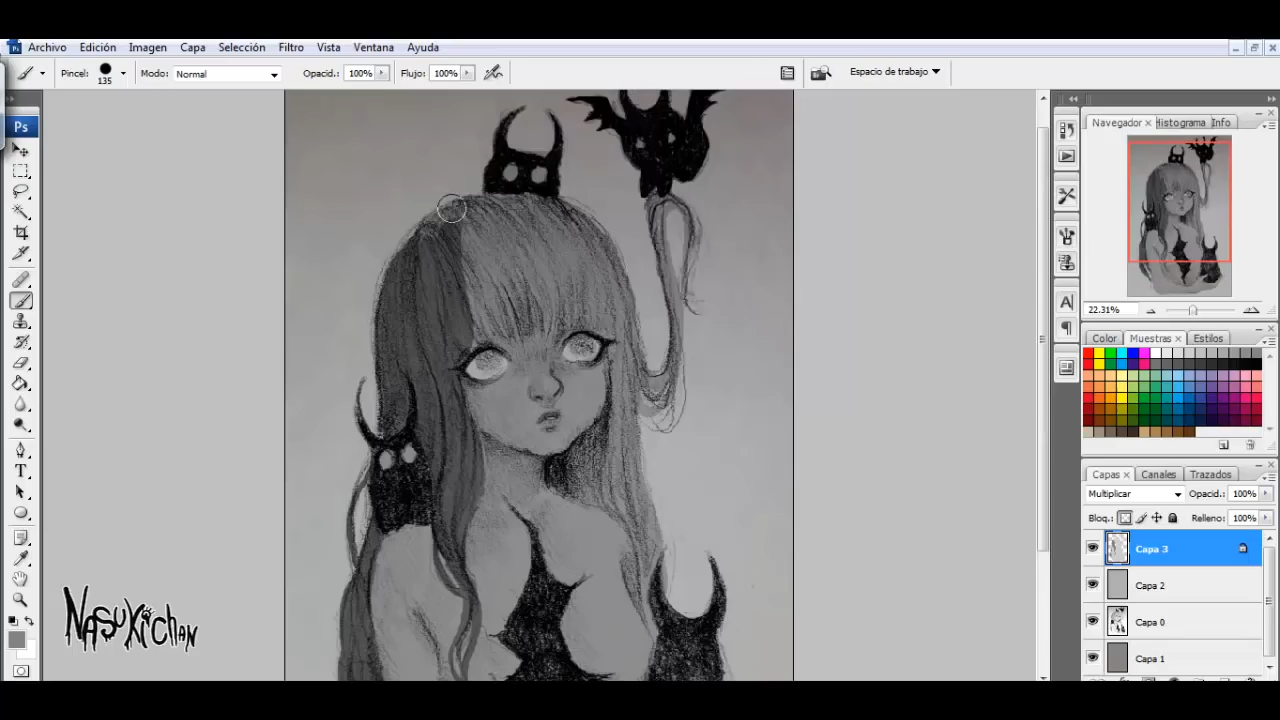 Ps Archivo Edición Imagen Capa Selección Filtro Vista Ventana Ayuda
Pincel: 135 Modo: Normal Opacid.: 100% Flujo: 100% Espacio de trabajo
Ps
Navegador Histograma Info
A
22.31%
Color Muestras Estilos
T
Capas Canales Trazados
Multiplicar Opacid.: 100%
Bloq.: Relleno: 100%
Capa 3
Capa 2
Capa 0
Capa 1
NASUKiCHAN